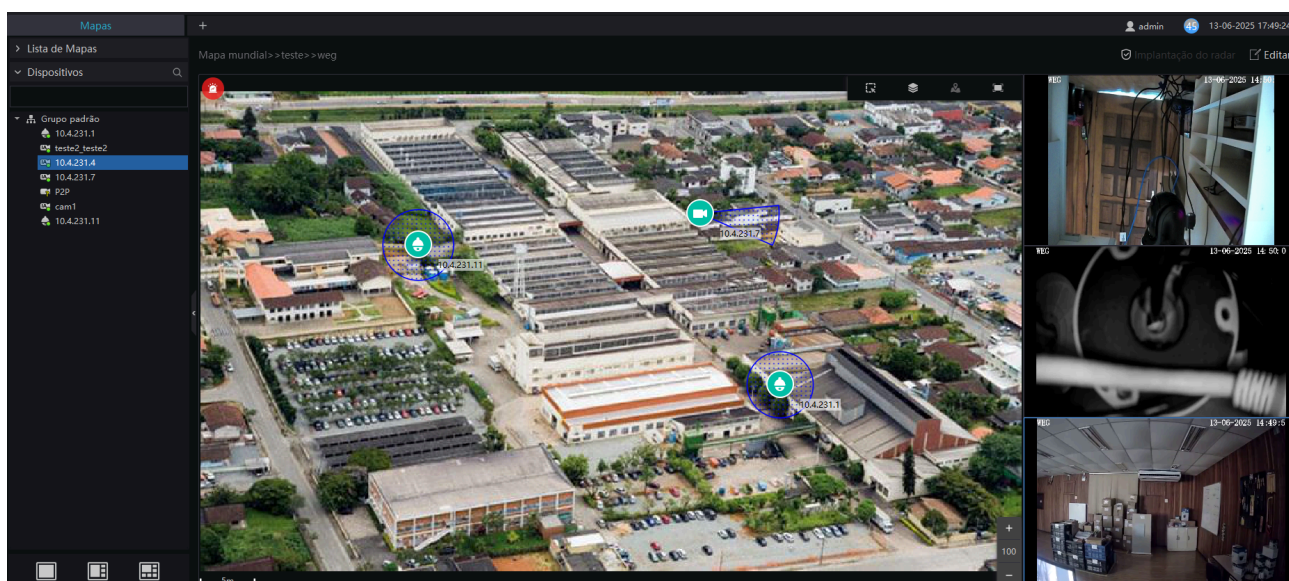 Mapas
+
admin
45
13-06-2025 17:49:24
Lista de Mapas
Mapa mundial>>teste>>weg
Implantação do radar
Editar
Dispositivos
Grupo padrão
10.4.231.1
teste2_teste2
10.4.231.4
10.4.231.7
P2P
cam1
10.4.231.11
10.4.231.7
10.4.231.11
10.4.231.1
+
100
−
5m
WEG
13-06-2025 14:50
WEG
13-06-2025 14:50:0
WEG
13-06-2025 14:49:5